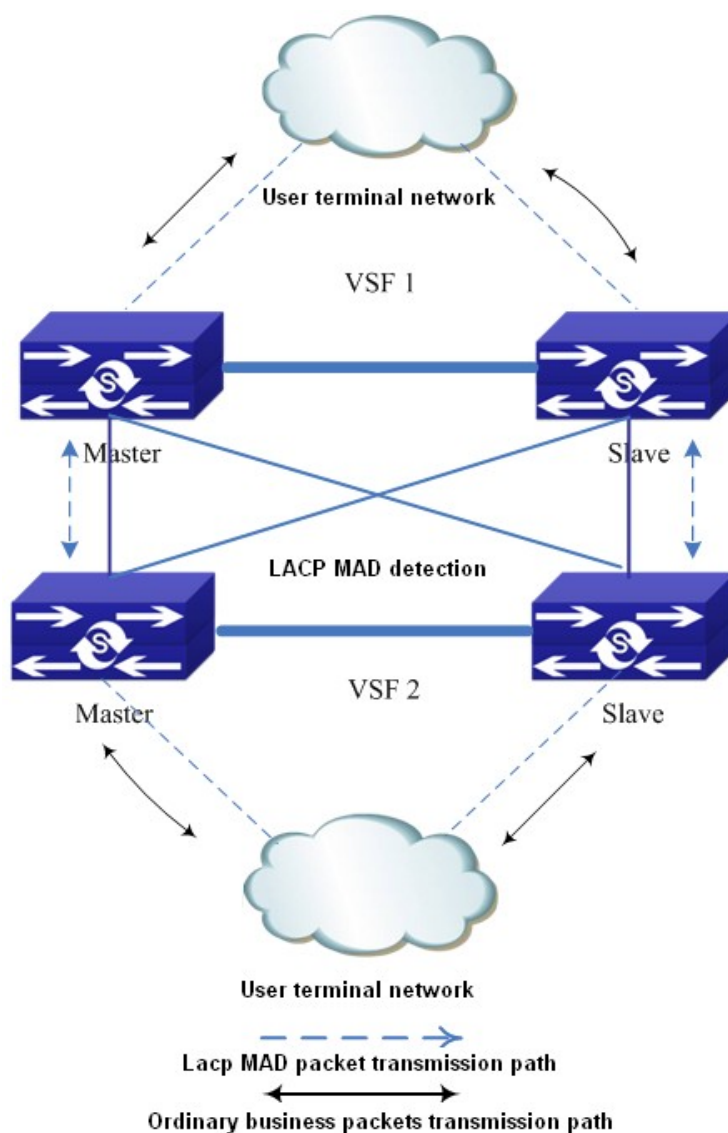 User terminal network
VSF 1
S
S
Master
Slave
LACP MAD detection
S
S
VSF 2
Master
Slave
User terminal network
Lacp MAD packet transmission path
Ordinary business packets transmission path